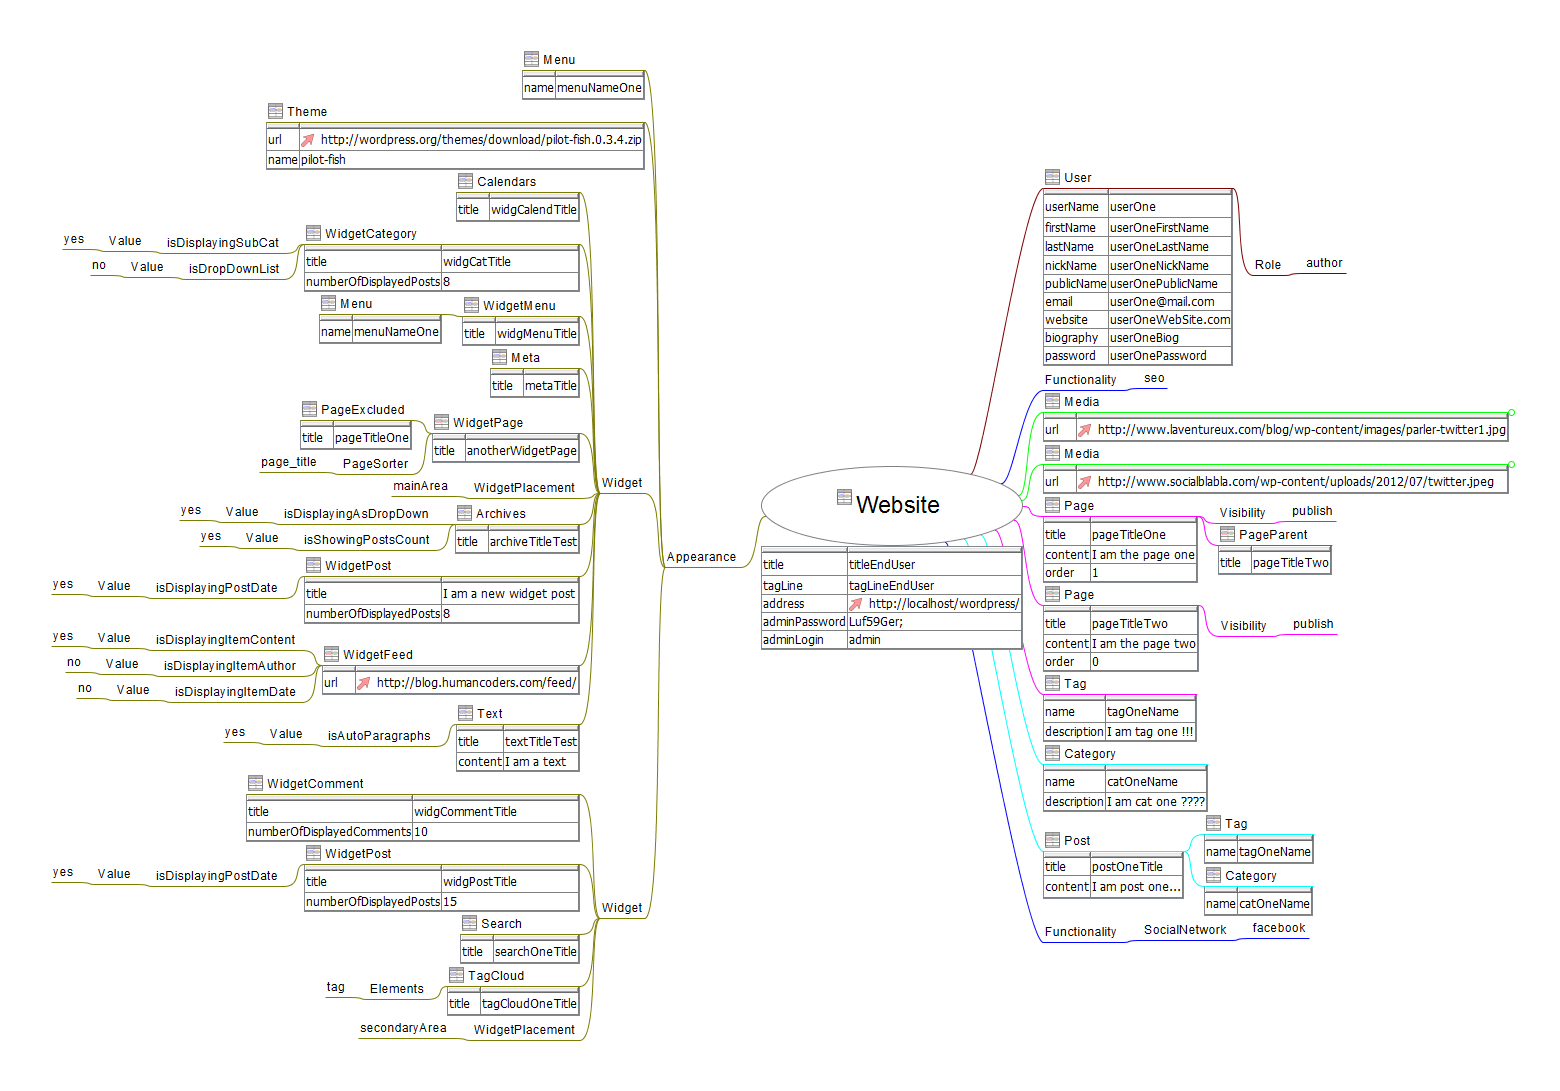 Menu
name menuNameOne
Theme
url http://wordpress.org/themes/download/pilot-fish.0.3.4.zip
name pilot-fish
Calendars
title widgCalendTitle
WidgetCategory
title widgCatTitle
numberOfDisplayedPosts 8
yes Value isDisplayingSubCat
no Value isDropDownList
Menu
name menuNameOne
WidgetMenu
title widgMenuTitle
Meta
title metaTitle
PageExcluded
title pageTitleOne
WidgetPage
title anotherWidgetPage
page_title PageSorter
mainArea WidgetPlacement
Widget
yes Value isDisplayingAsDropDown
yes Value isShowingPostsCount
Archives
title archiveTitleTest
WidgetPost
title I am a new widget post
numberOfDisplayedPosts 8
yes Value isDisplayingPostDate
yes Value isDisplayingItemContent
no Value isDisplayingItemAuthor
no Value isDisplayingItemDate
WidgetFeed
url http://blog.humancoders.com/feed/
Text
title textTitleTest
content I am a text
yes Value isAutoParagraphs
WidgetComment
title widgCommentTitle
numberOfDisplayedComments 10
WidgetPost
title widgPostTitle
numberOfDisplayedPosts 15
yes Value isDisplayingPostDate
Widget
Search
title searchOneTitle
TagCloud
title tagCloudOneTitle
tag Elements
secondaryArea WidgetPlacement
Appearance
Website
title titleEndUser
tagLine tagLineEndUser
address http://localhost/wordpress/
adminPassword Luf59Ger;
adminLogin admin
User
userName userOne
firstName userOneFirstName
lastName userOneLastName
nickName userOneNickName
publicName userOnePublicName
email userOne@mail.com
website userOneWebSite.com
biography userOneBiog
password userOnePassword
Role author
Functionality seo
Media
url http://www.laventureux.com/blog/wp-content/images/parler-twitter1.jpg
Media
url http://www.socialblabla.com/wp-content/uploads/2012/07/twitter.jpeg
Page
title pageTitleOne
content I am the page one
order 1
Visibility publish
PageParent
title pageTitleTwo
Page
title pageTitleTwo
content I am the page two
order 0
Visibility publish
Tag
name tagOneName
description I am tag one !!!
Category
name catOneName
description I am cat one ????
Post
title postOneTitle
content I am post one...
Tag
name tagOneName
Category
name catOneName
Functionality SocialNetwork facebook